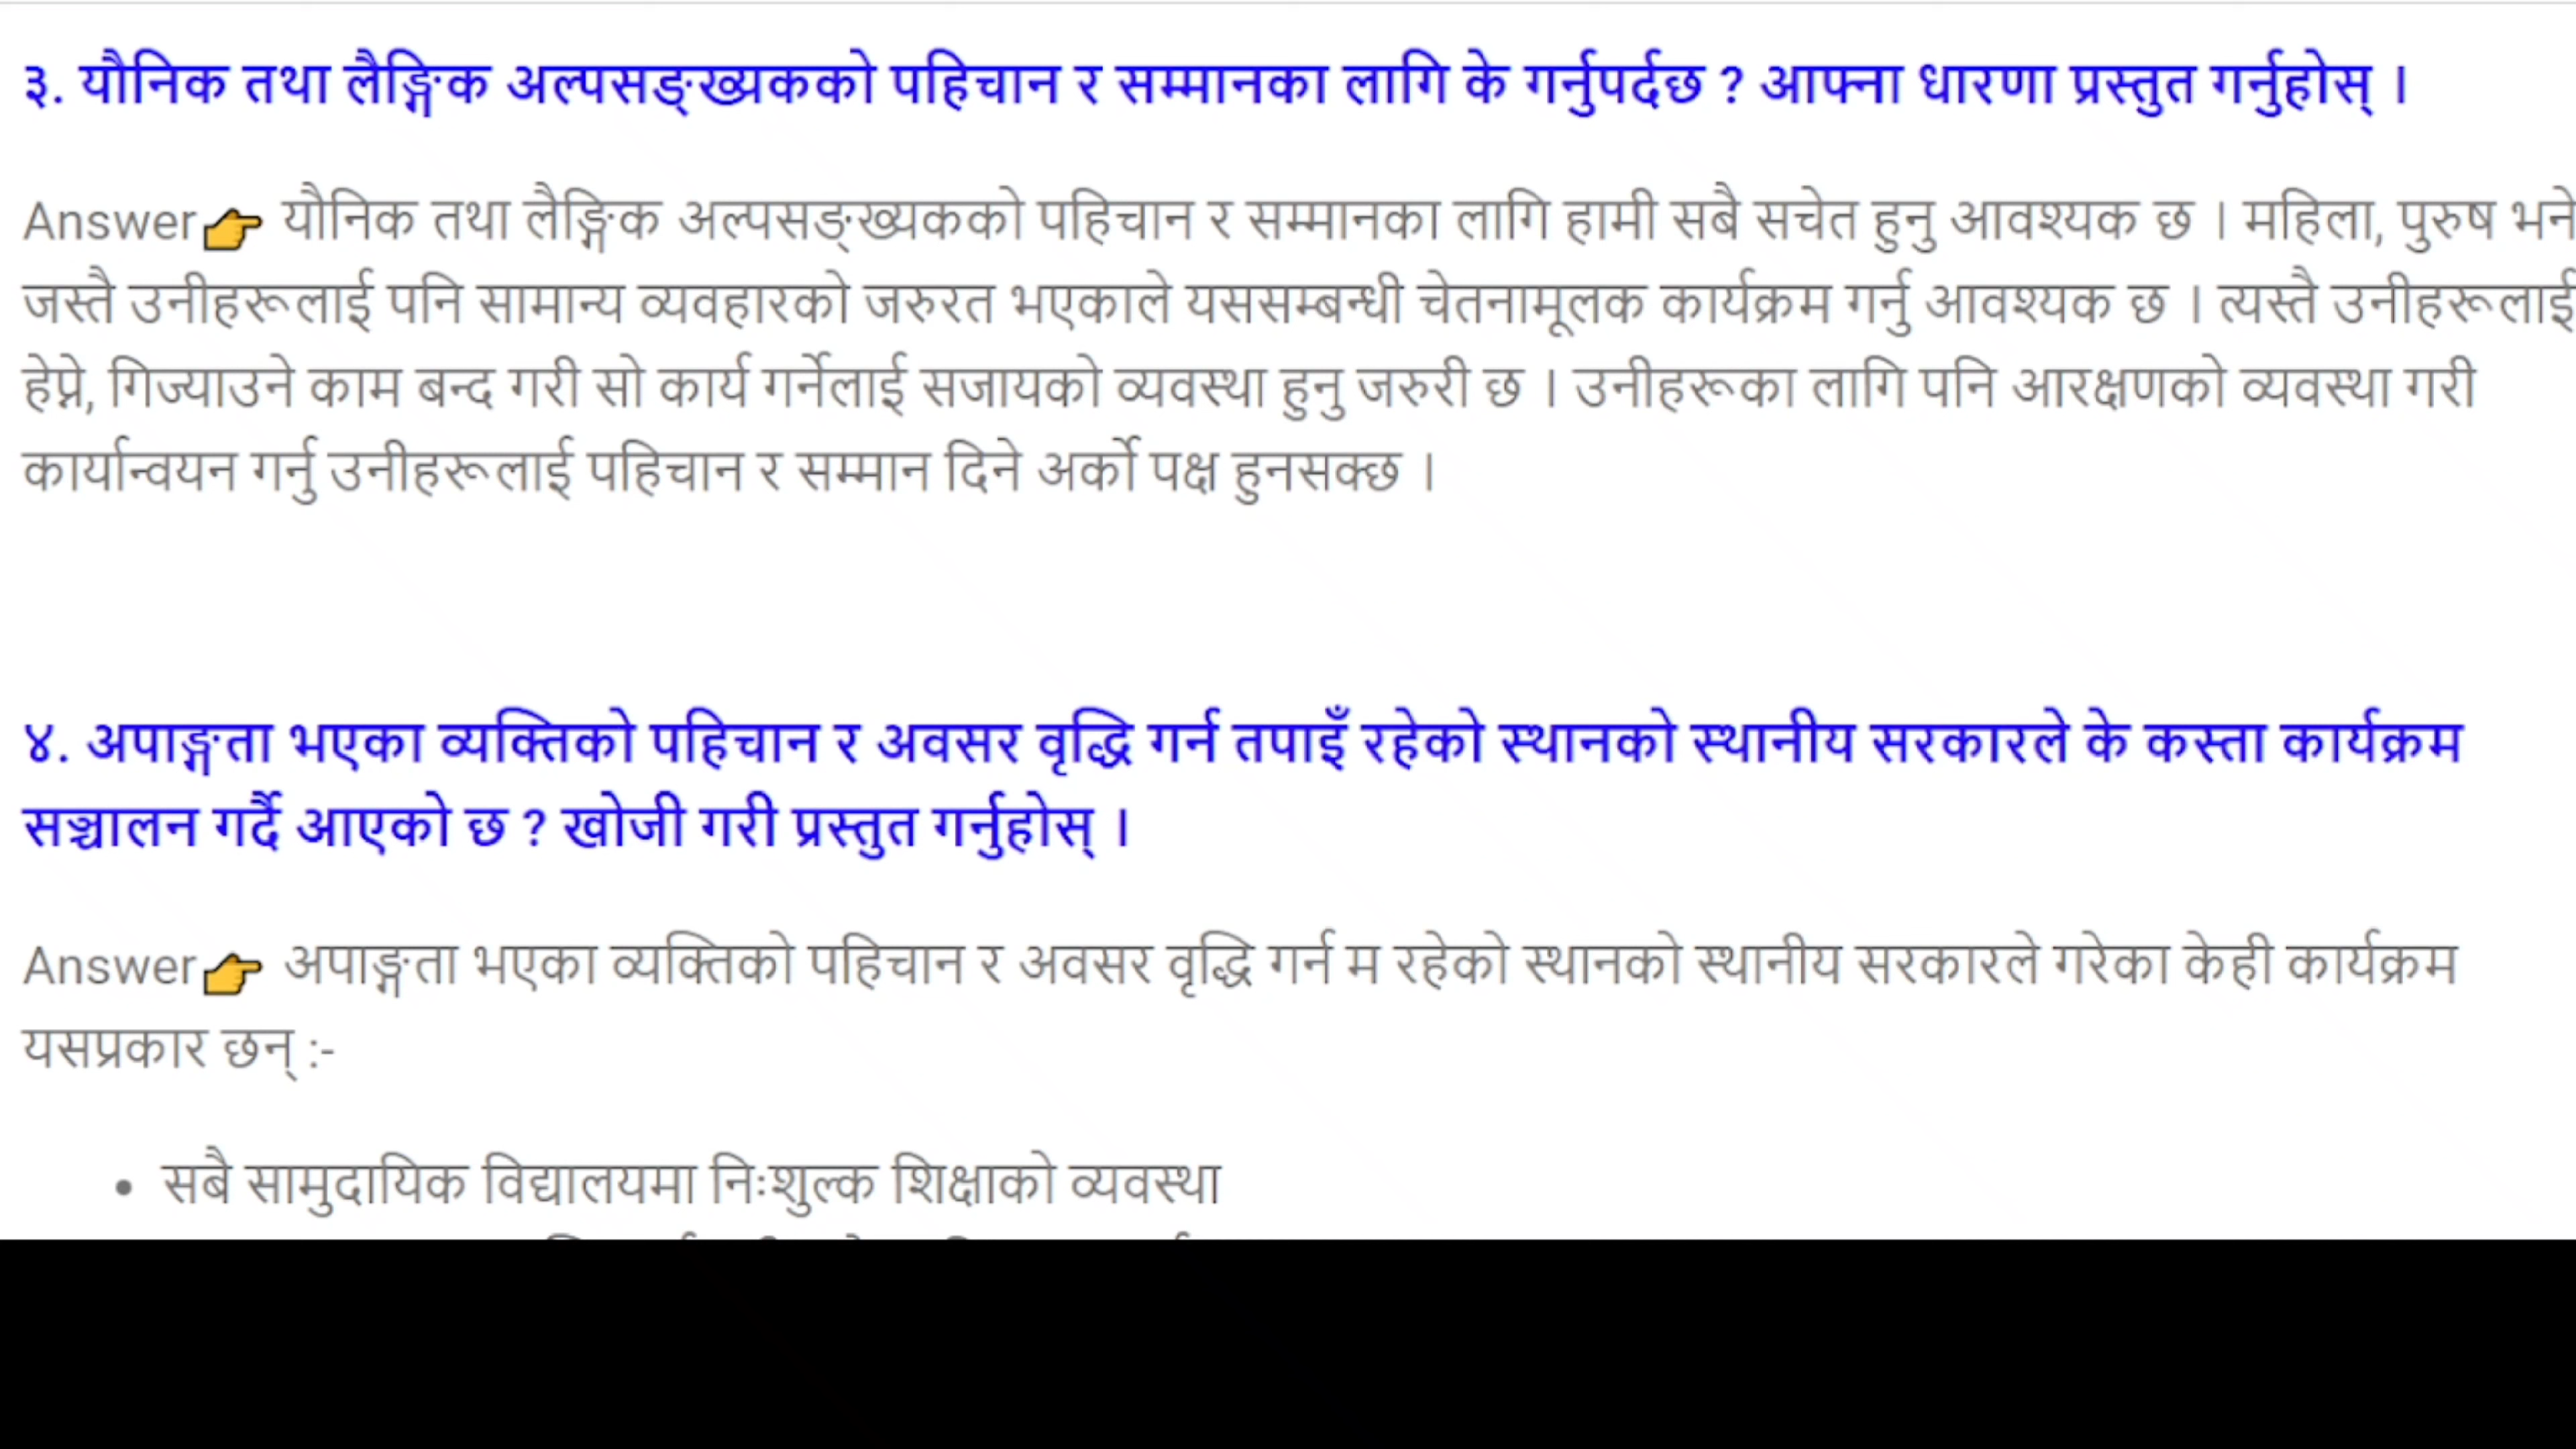 ३. यौनिक तथा लैङ्गिक अल्पसङ्ख्यकको पहिचान र सम्मानका लागि के गर्नुपर्दछ ? आफ्ना धारणा प्रस्तुत गर्नुहोस् ।
Answer👉 यौनिक तथा लैङ्गिक अल्पसङ्ख्यकको पहिचान र सम्मानका लागि हामी सबै सचेत हुनु आवश्यक छ । महिला, पुरुष भने
जस्तै उनीहरूलाई पनि सामान्य व्यवहारको जरुरत भएकाले यससम्बन्धी चेतनामूलक कार्यक्रम गर्नु आवश्यक छ । त्यस्तै उनीहरूलाई
हेप्ने, गिज्याउने काम बन्द गरी सो कार्य गर्नेलाई सजायको व्यवस्था हुनु जरुरी छ । उनीहरूका लागि पनि आरक्षणको व्यवस्था गरी
कार्यान्वयन गर्नु उनीहरूलाई पहिचान र सम्मान दिने अर्को पक्ष हुनसक्छ ।
४. अपाङ्गता भएका व्यक्तिको पहिचान र अवसर वृद्धि गर्न तपाइँ रहेको स्थानको स्थानीय सरकारले के कस्ता कार्यक्रम
सञ्चालन गर्दै आएको छ ? खोजी गरी प्रस्तुत गर्नुहोस् ।
Answer👉 अपाङ्गता भएका व्यक्तिको पहिचान र अवसर वृद्धि गर्न म रहेको स्थानको स्थानीय सरकारले गरेका केही कार्यक्रम
यसप्रकार छन् :-
• सबै सामुदायिक विद्यालयमा निःशुल्क शिक्षाको व्यवस्था